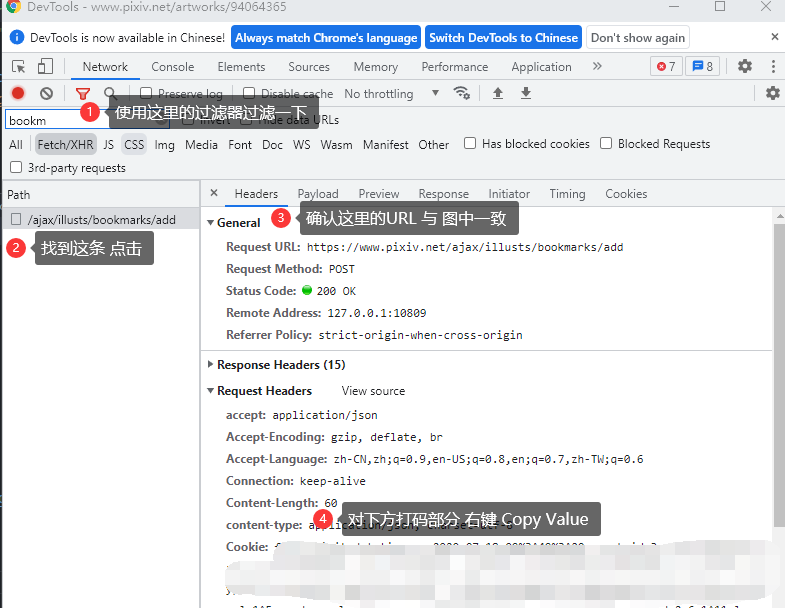 DevTools - www.pixiv.net/artworks/94064365
DevTools is now available in Chinese! Always match Chrome's language Switch DevTools to Chinese Don't show again
Network Console Elements Sources Memory Performance Application 7 8
Preserve log Disable cache No throttling
1 使用这里的过滤器过滤一下
bookm Invert Hide data URLs
All Fetch/XHR JS CSS Img Media Font Doc WS Wasm Manifest Other Has blocked cookies Blocked Requests
3rd-party requests
Path
Headers Payload Preview Response Initiator Timing Cookies
/ajax/illusts/bookmarks/add
2 找到这条 点击
General
3 确认这里的URL 与 图中一致
Request URL: https://www.pixiv.net/ajax/illusts/bookmarks/add
Request Method: POST
Status Code: 200 OK
Remote Address: 127.0.0.1:10809
Referrer Policy: strict-origin-when-cross-origin
Response Headers (15)
Request Headers View source
accept: application/json
Accept-Encoding: gzip, deflate, br
Accept-Language: zh-CN,zh;q=0.9,en-US;q=0.8,en;q=0.7,zh-TW;q=0.6
Connection: keep-alive
Content-Length: 60
4 对下方打码部分 右键 Copy Value
content-type: application/json; charset=utf-8
Cookie: